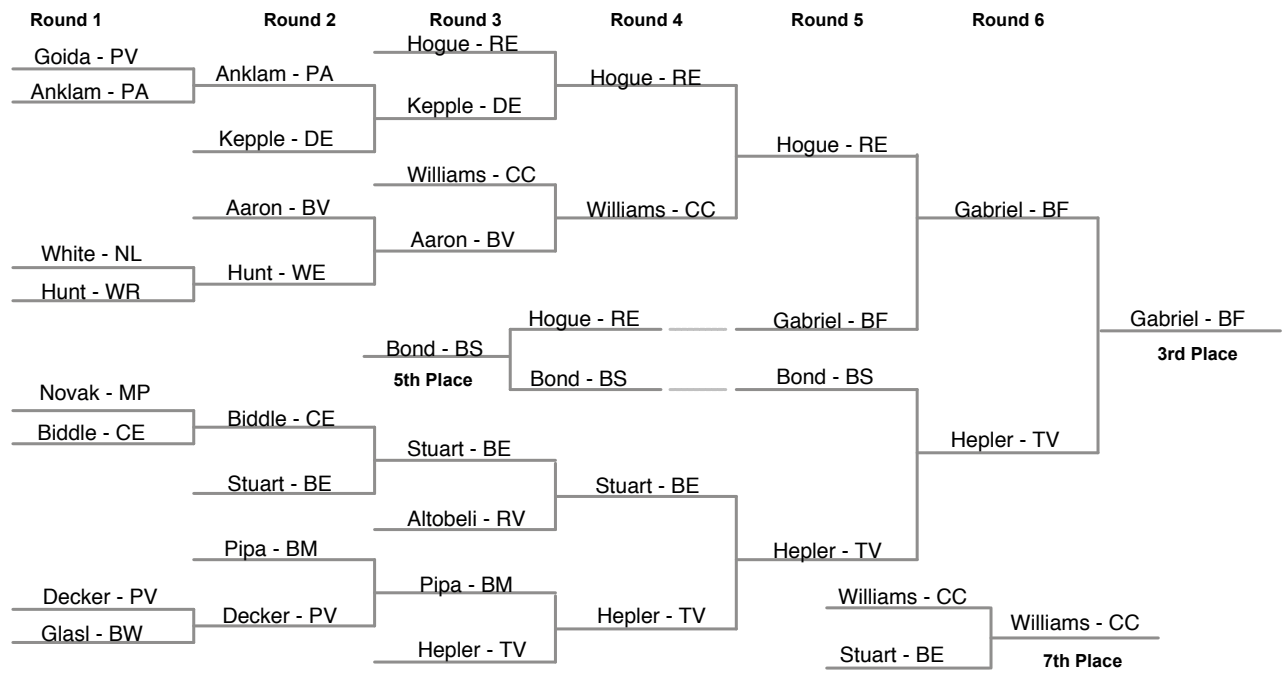 Round 1
Round 2
Round 3
Round 4
Round 5
Round 6
Goida - PV
Anklam - PA
White - NL
Hunt - WR
Novak - MP
Biddle - CE
Decker - PV
Glasl - BW
Anklam - PA
Kepple - DE
Aaron - BV
Hunt - WE
Biddle - CE
Stuart - BE
Pipa - BM
Decker - PV
Hogue - RE
Kepple - DE
Williams - CC
Aaron - BV
Bond - BS
5th Place
Stuart - BE
Altobeli - RV
Pipa - BM
Hepler - TV
Hogue - RE
Williams - CC
Hogue - RE
Bond - BS
Stuart - BE
Hepler - TV
Hogue - RE
Gabriel - BF
Bond - BS
Hepler - TV
Gabriel - BF
Hepler - TV
Gabriel - BF
3rd Place
Williams - CC
Stuart - BE
Williams - CC
7th Place